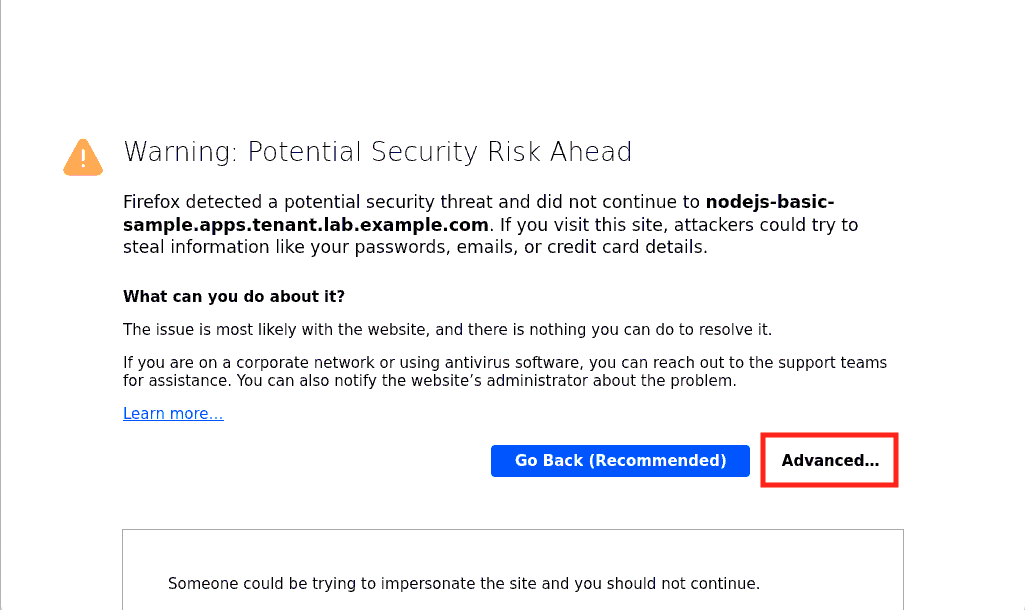 Warning: Potential Security Risk Ahead
Firefox detected a potential security threat and did not continue to nodejs-basic-
sample.apps.tenant.lab.example.com. If you visit this site, attackers could try to
steal information like your passwords, emails, or credit card details.
What can you do about it?
The issue is most likely with the website, and there is nothing you can do to resolve it.
If you are on a corporate network or using antivirus software, you can reach out to the support teams
for assistance. You can also notify the website’s administrator about the problem.
Learn more…
Go Back (Recommended)
Advanced…
Someone could be trying to impersonate the site and you should not continue.